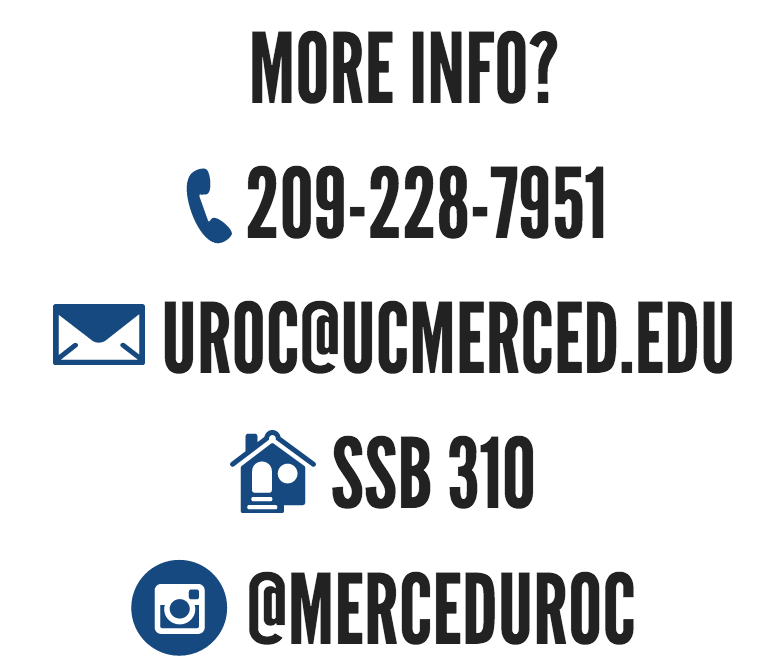 MORE INFO?
209-228-7951
UROC@UCMERCED.EDU
SSB 310
@MERCEDUROC